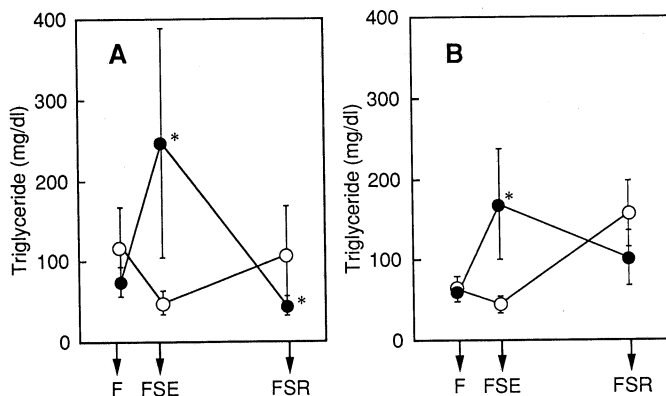 A
Triglyceride (mg/dl)
400
300
200
100
0
*
*
F
FSE
FSR
B
Triglyceride (mg/dl)
400
300
200
100
0
*
F
FSE
FSR